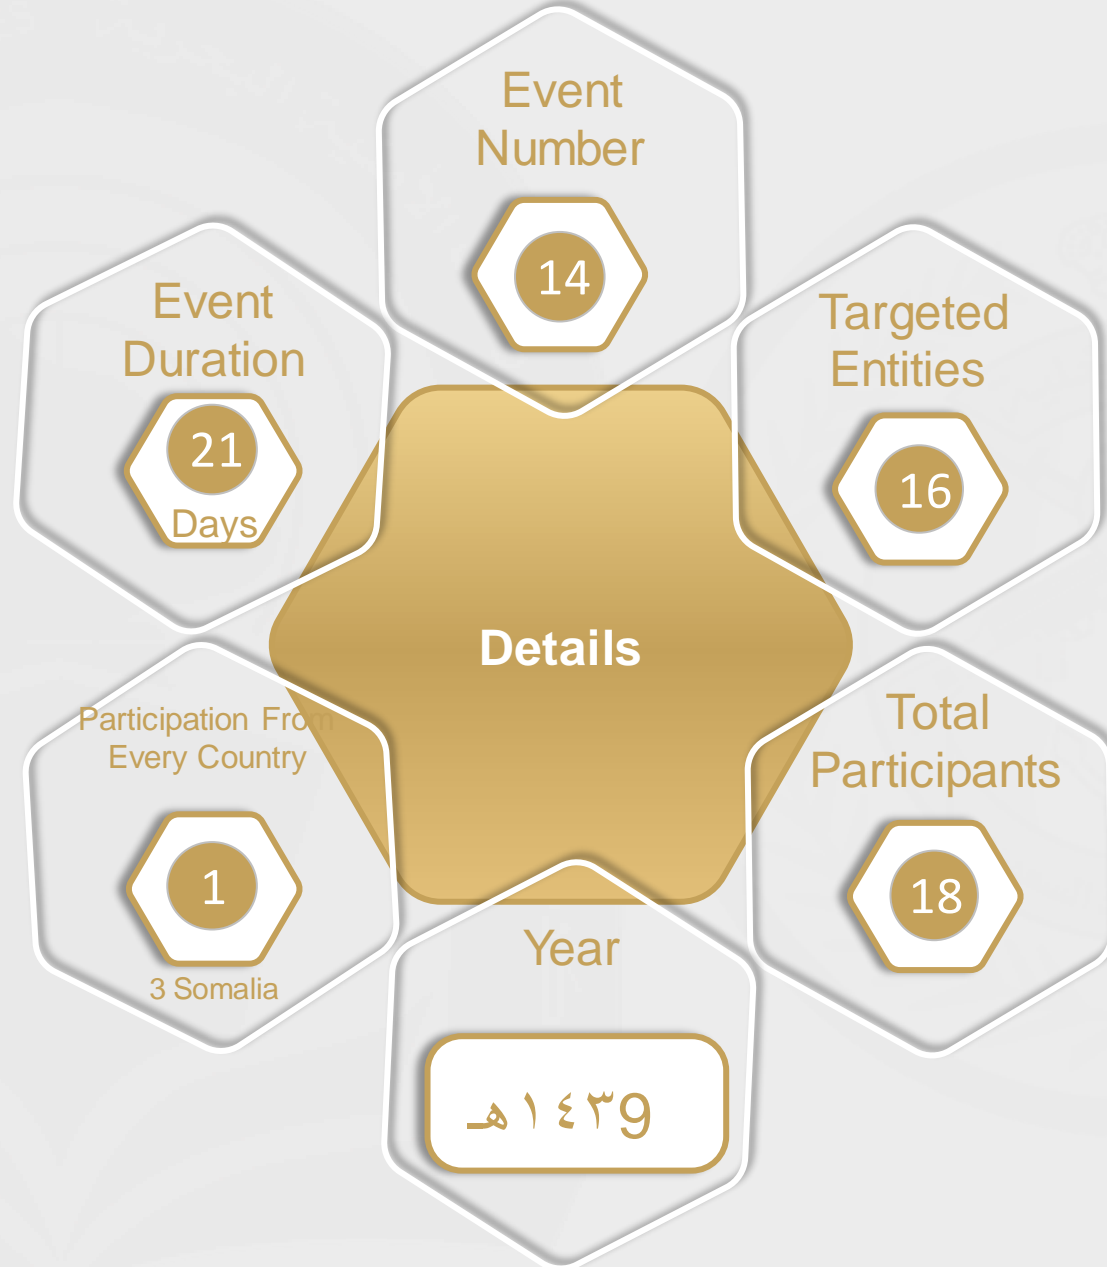 Event
Number
14
Event
Duration
21
Days
Targeted
Entities
16
Details
Participation From
Every Country
1
3 Somalia
Total
Participants
18
Year
١٤٣9هـ